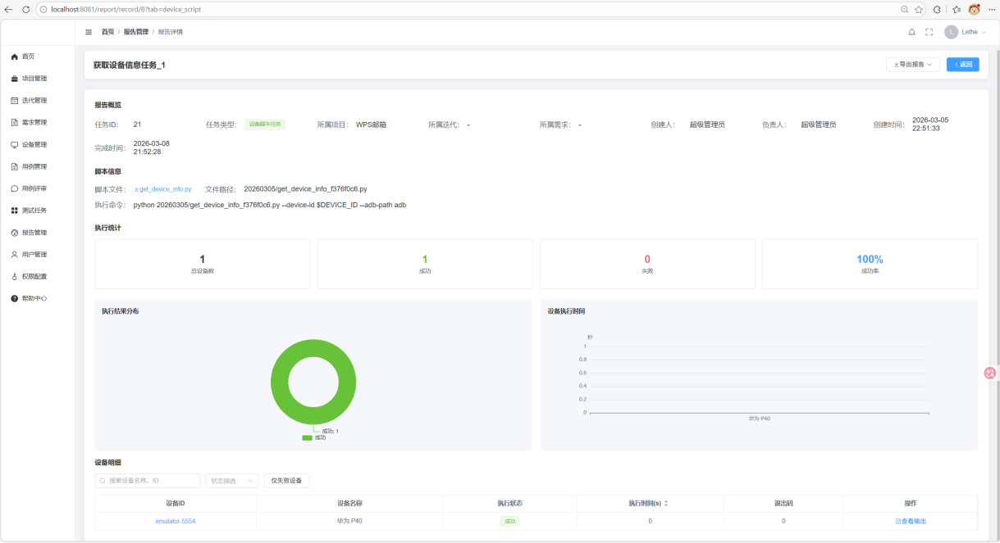 localhost:8081/report/record/8?tab=device_script
首页 / 报告管理 / 报告详情
L Lethe
首页
项目管理
迭代管理
需求管理
设备管理
用例管理
用例评审
测试任务
报告管理
用户管理
权限配置
帮助中心
获取设备信息任务_1
导出报告
返回
报告概览
任务ID: 21 任务类型: 设备脚本任务 所属项目: WPS邮箱 所属迭代: - 所属需求: - 创建人: 超级管理员 负责人: 超级管理员 创建时间: 2026-03-05 22:51:33
完成时间: 2026-03-08 21:52:28
脚本信息
脚本文件: get_device_info.py 文件路径: 20260305/get_device_info_f376f0c6.py
执行命令: python 20260305/get_device_info_f376f0c6.py --device-id $DEVICE_ID --adb-path adb
执行统计
1
总设备数
1
成功
0
失败
100%
成功率
执行结果分布
成功: 1
成功
设备执行时间
秒
1
0.8
0.6
0.4
0.2
0
华为 P40
设备明细
搜索设备名称、ID 状态筛选 仅失败设备
设备ID 设备名称 执行状态 执行时间(s) 退出码 操作
emulator-5554 华为 P40 成功 0 0 查看输出